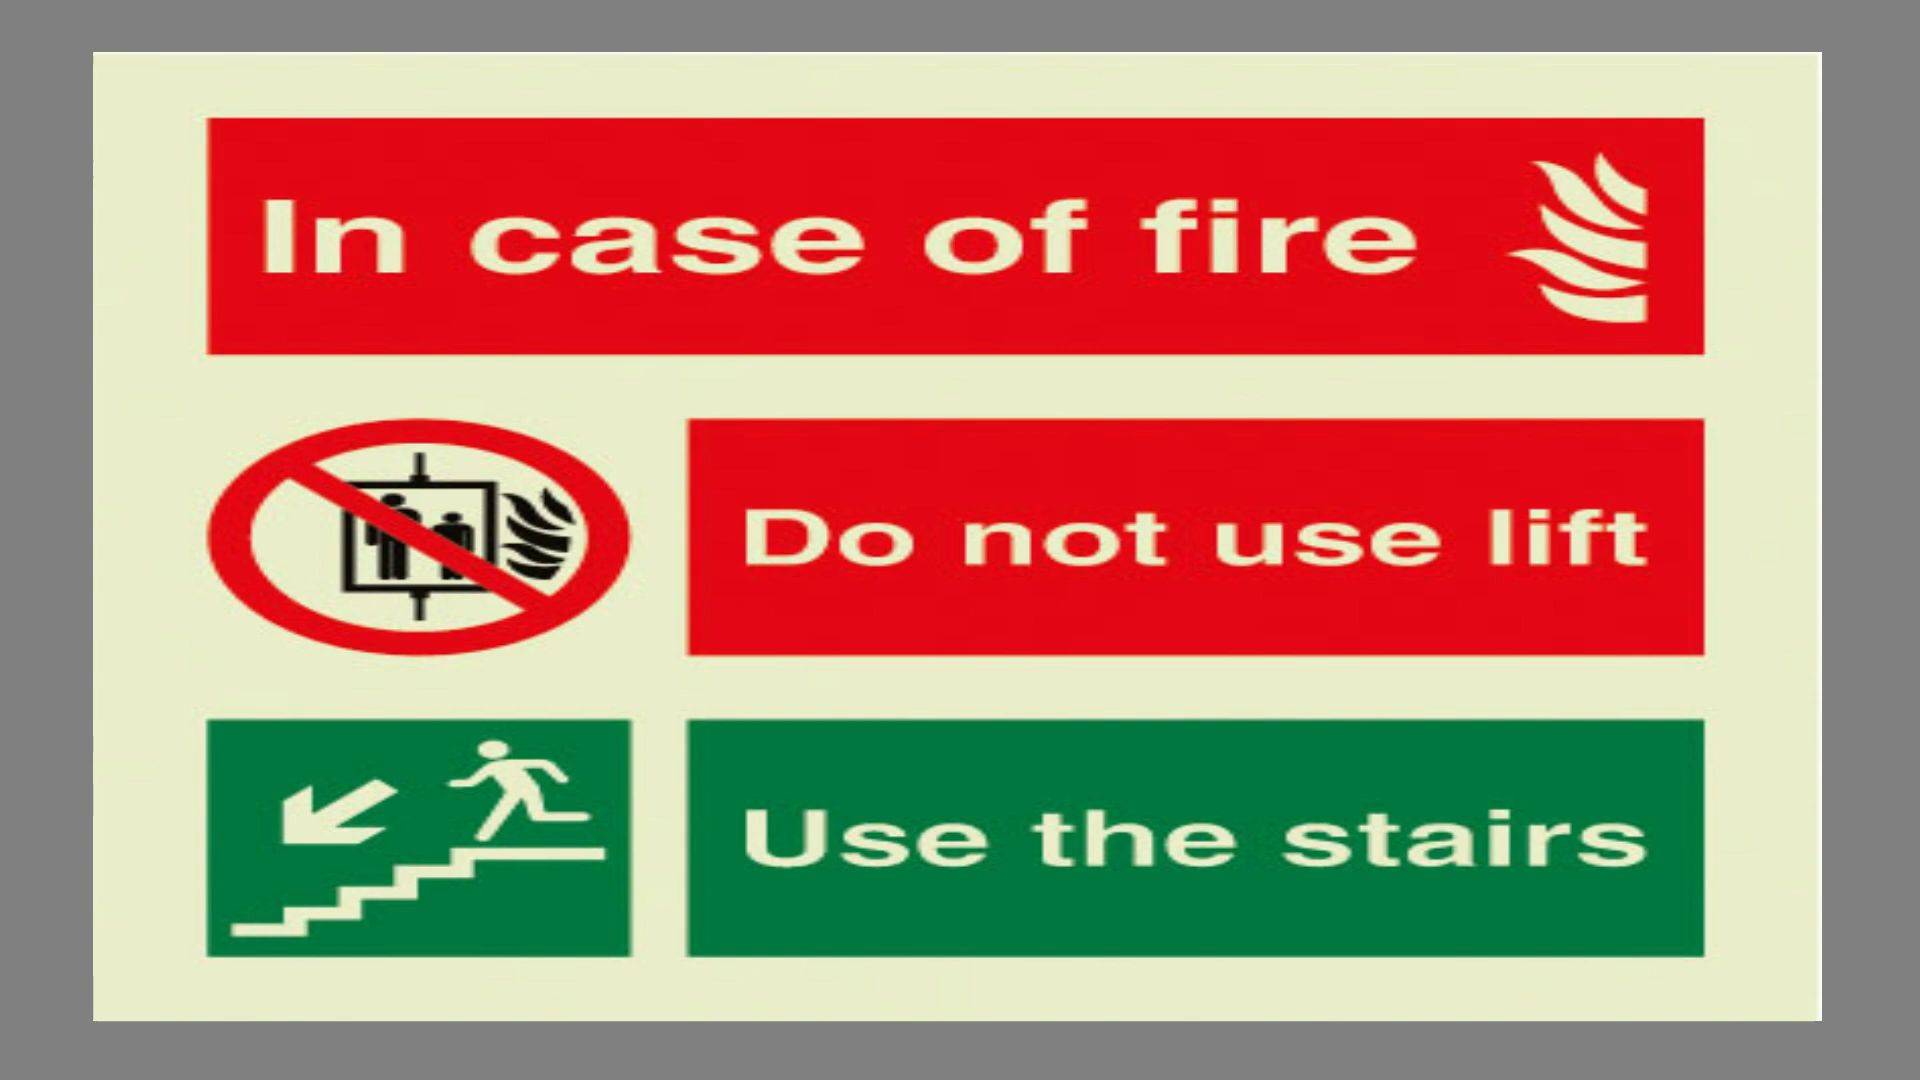 In case of fire
Do not use lift
Use the stairs